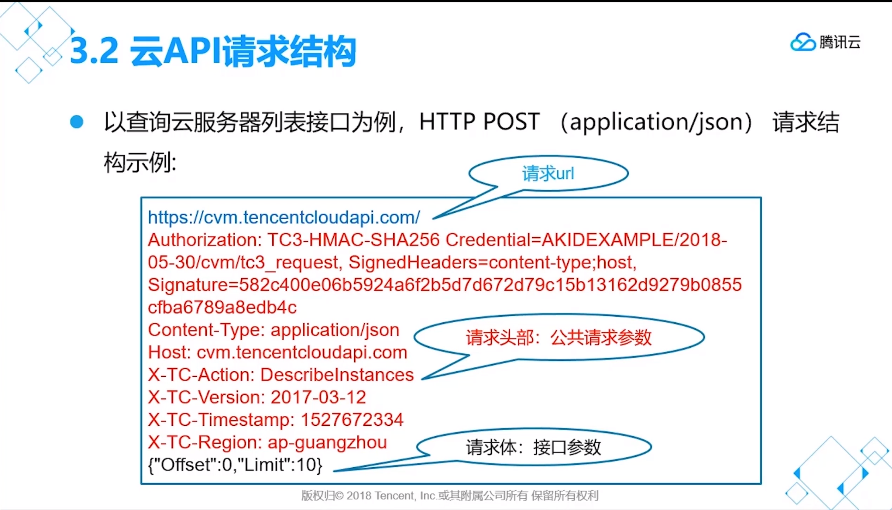 3.2 云API请求结构
腾讯云
以查询云服务器列表接口为例，HTTP POST （application/json） 请求结
构示例:
请求url
https://cvm.tencentcloudapi.com/
Authorization: TC3-HMAC-SHA256 Credential=AKIDEXAMPLE/2018-
05-30/cvm/tc3_request, SignedHeaders=content-type;host,
Signature=582c400e06b5924a6f2b5d7d672d79c15b13162d9279b0855
cfba6789a8edb4c
Content-Type: application/json
请求头部：公共请求参数
Host: cvm.tencentcloudapi.com
X-TC-Action: DescribeInstances
X-TC-Version: 2017-03-12
X-TC-Timestamp: 1527672334
X-TC-Region: ap-guangzhou
请求体：接口参数
{"Offset":0,"Limit":10}
版权归© 2018 Tencent, Inc.或其附属公司所有 保留所有权利